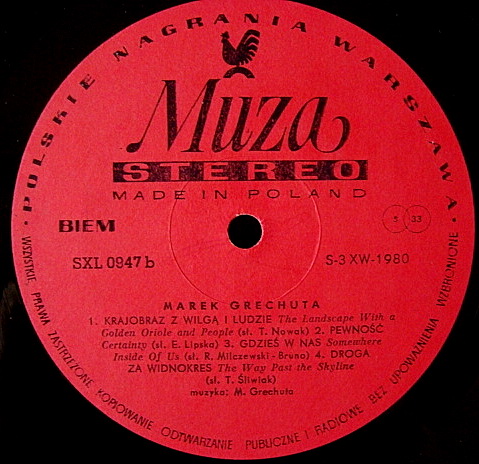 • POLSKIE NAGRANIA WARSZAWA •
Muza
STEREO
MADE IN POLAND
BIEM
S 33
SXL 0947 b
S-3 XW-1980
MAREK GRECHUTA
1. KRAJOBRAZ Z WILGĄ I LUDZIE The Landscape With a
Golden Oriole and People (sł. T. Nowak) 2. PEWNOŚĆ
Certainty (sł. E. Lipska) 3. GDZIEŚ W NAS Somewhere
Inside Of Us (sł. R. Milczewski - Bruno) 4. DROGA
ZA WIDNOKRES The Way Past the Skyline
(sł. T. Śliwiak)
muzyka: M. Grechuta
WSZYSTKIE PRAWA ZASTRZEŻONE KOPIOWANIE ODTWARZANIE PUBLICZNE I RADIOWE BEZ UPOWAŻNIENIA WZBRONIONE